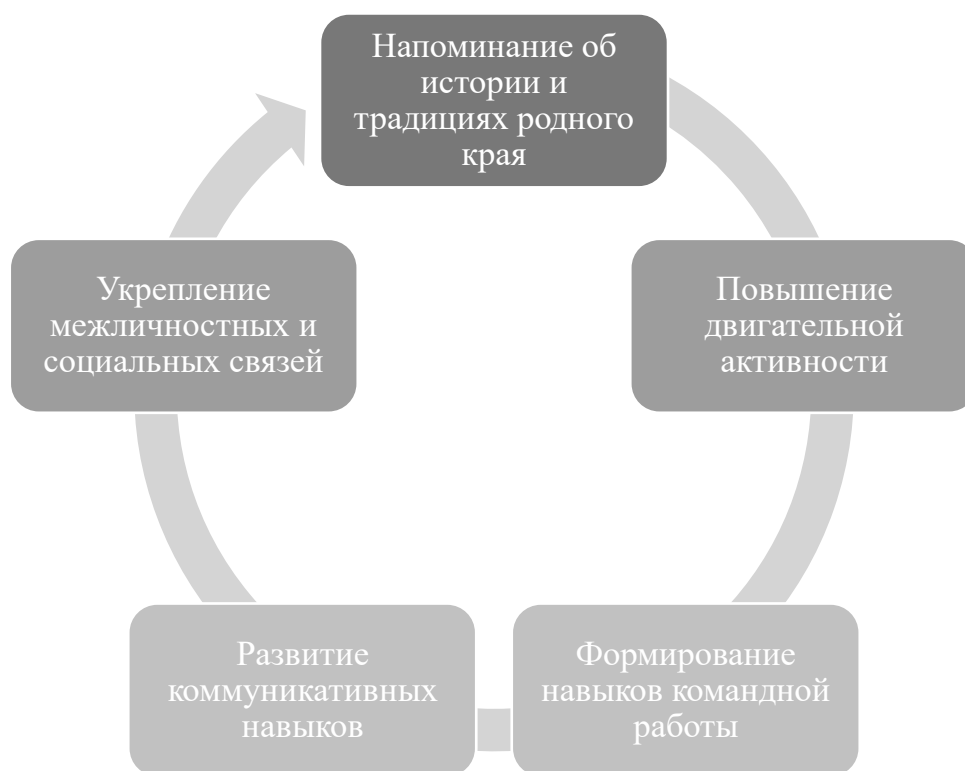 Напоминание об
истории и
традициях родного
края
Повышение
двигательной
активности
Формирование
навыков командной
работы
Развитие
коммуникативных
навыков
Укрепление
межличностных и
социальных связей